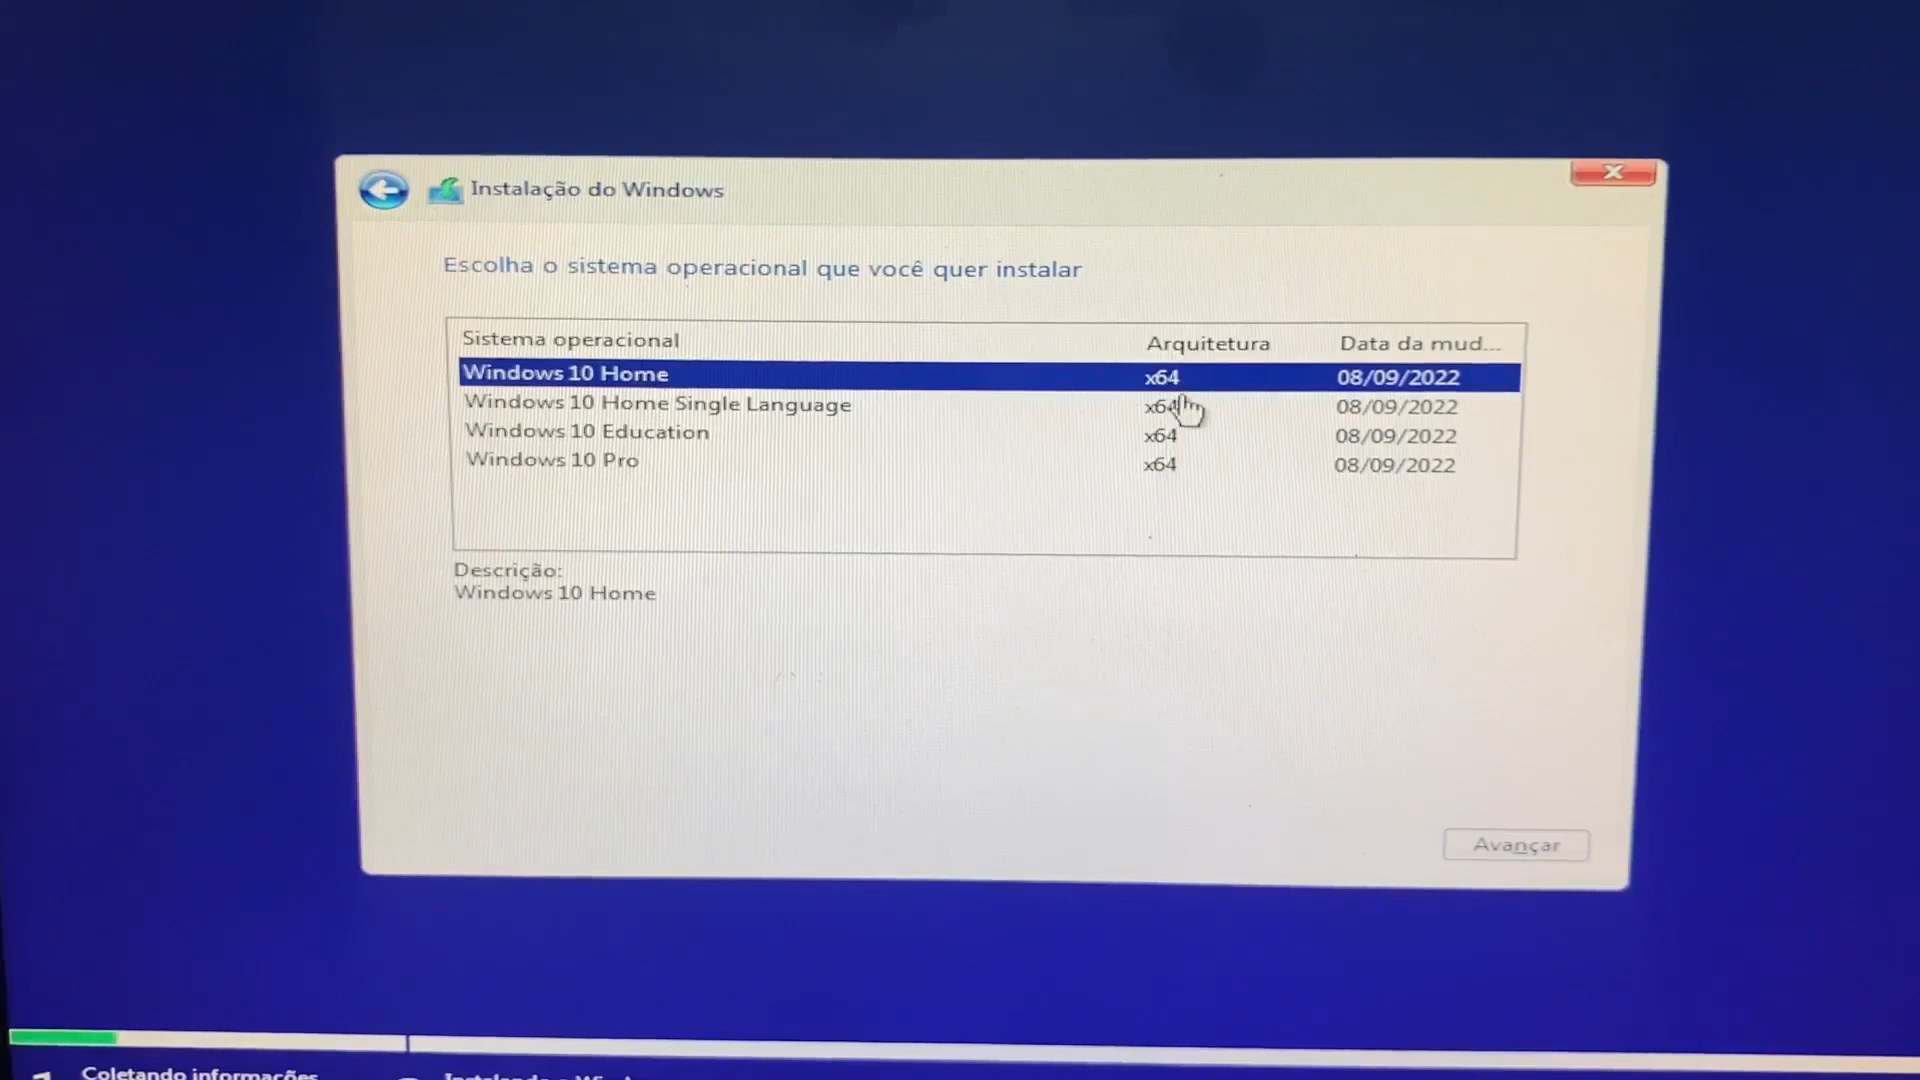 Instalação do Windows
Escolha o sistema operacional que você quer instalar
Sistema operacional Arquitetura Data da mud...
Windows 10 Home x64 08/09/2022
Windows 10 Home Single Language x64 08/09/2022
Windows 10 Education x64 08/09/2022
Windows 10 Pro x64 08/09/2022
Descrição:
Windows 10 Home
Avançar
Coletando informações